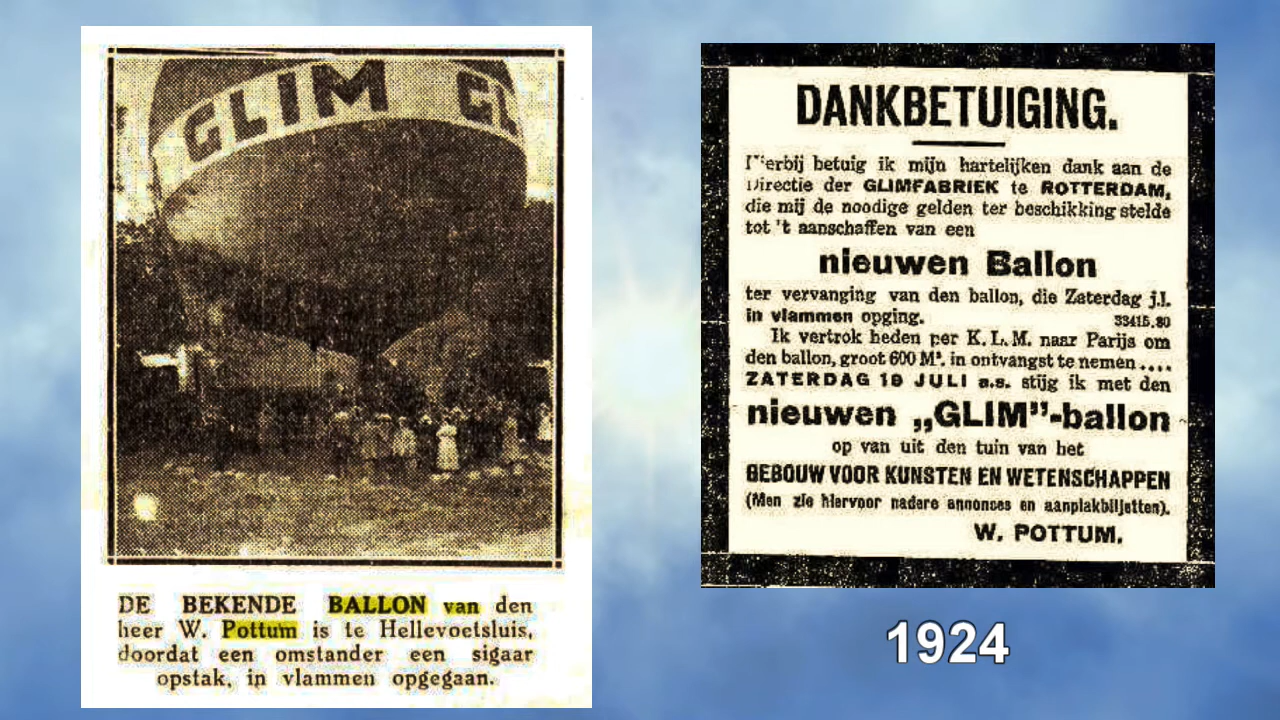 GLIM GL
DE BEKENDE BALLON van den
heer W. Pottum is te Hellevoetsluis,
doordat een omstander een sigaar
opstak, in vlammen opgegaan.
DANKBETUIGING.
Hierbij betuig ik mijn hartelijken dank aan de
Directie der GLIMFABRIEK te ROTTERDAM,
die mij de noodige gelden ter beschikking stelde
tot 't aanschaffen van een
nieuwen Ballon
ter vervanging van den ballon, die Zaterdag j.l.
in vlammen opging. 33415.80
Ik vertrok heden per K.L.M. naar Parijs om
den ballon, groot 600 M³. in ontvangst te nemen ....
ZATERDAG 19 JULI a.s. stijg ik met den
nieuwen „GLIM”-ballon
op van uit den tuin van het
GEBOUW VOOR KUNSTEN EN WETENSCHAPPEN
(Men zie hiervoor nadere annonces en aanplakbiljetten).
W. POTTUM.
1924